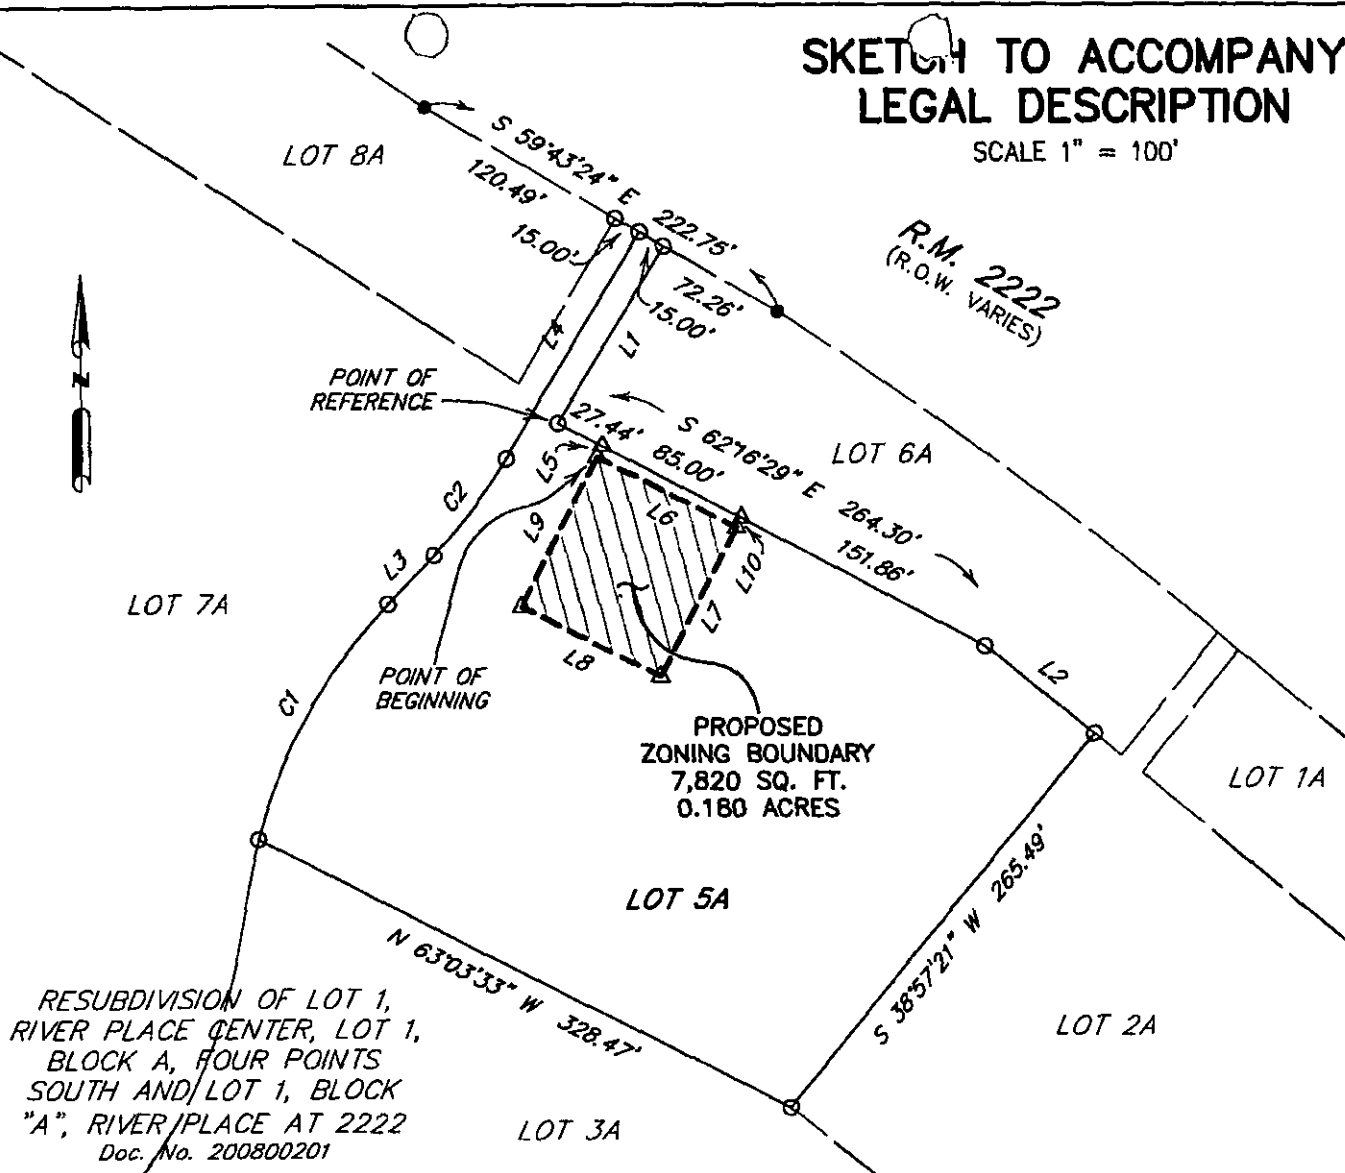 SKETCH TO ACCOMPANY
LEGAL DESCRIPTION
SCALE 1" = 100'
LOT 8A
S 59°43'24" E 222.75'
120.49'
15.00'
72.26'
15.00'
R.M. 2222
(R.O.W. VARIES)
L4
L1
N
POINT OF
REFERENCE
27.44'
S 62°16'29" E 264.30'
85.00'
151.86'
LOT 6A
L5
C2
L9
L6
L10
L3
L7
LOT 7A
L8
L2
POINT OF
BEGINNING
C1
PROPOSED
ZONING BOUNDARY
7,820 SQ. FT.
0.180 ACRES
LOT 1A
LOT 5A
S 38°57'21" W 265.49'
N 63°03'33" W 328.47'
LOT 2A
RESUBDIVISION OF LOT 1,
RIVER PLACE CENTER, LOT 1,
BLOCK A, FOUR POINTS
SOUTH AND LOT 1, BLOCK
"A", RIVER PLACE AT 2222
Doc. No. 200800201
LOT 3A